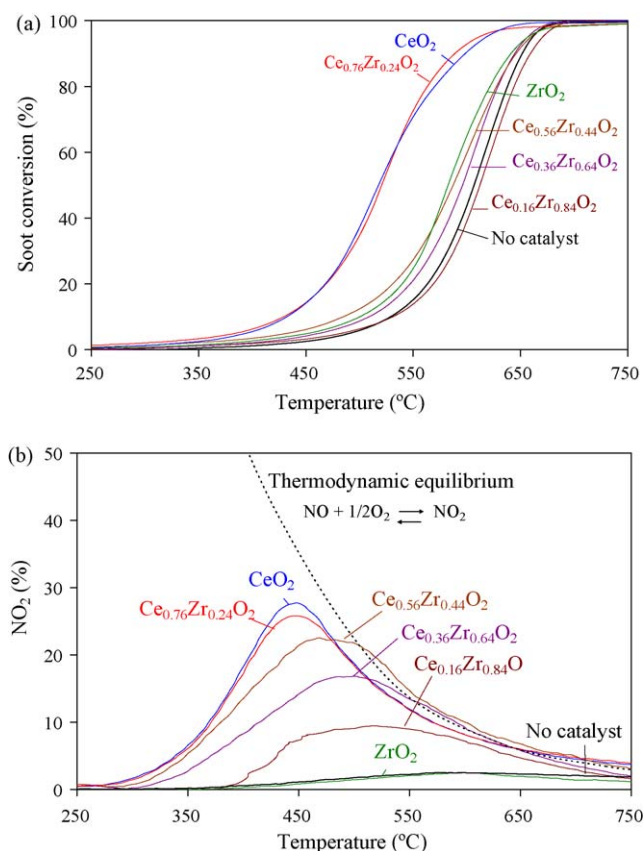 (a)
100
80
60
40
20
0
Soot conversion (%)
Ce₀.₇₆Zr₀.₂₄O₂
CeO₂
ZrO₂
Ce₀.₅₆Zr₀.₄₄O₂
Ce₀.₃₆Zr₀.₆₄O₂
Ce₀.₁₆Zr₀.₈₄O₂
No catalyst
250 350 450 550 650 750
Temperature (ºC)
(b)
50
40
30
20
10
0
NO₂ (%)
Thermodynamic equilibrium
NO + 1/2O₂ ⇄ NO₂
CeO₂
Ce₀.₇₆Zr₀.₂₄O₂
Ce₀.₅₆Zr₀.₄₄O₂
Ce₀.₃₆Zr₀.₆₄O₂
Ce₀.₁₆Zr₀.₈₄O
No catalyst
ZrO₂
250 350 450 550 650 750
Temperature (ºC)